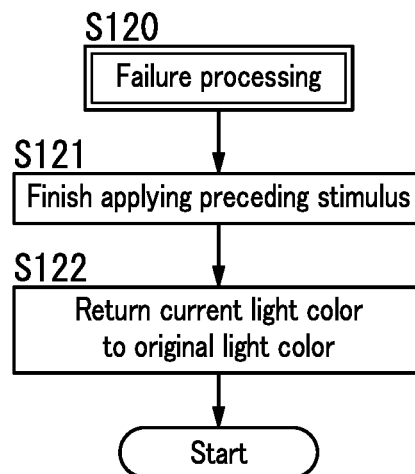 S120
Failure processing
S121
Finish applying preceding stimulus
S122
Return current light color
to original light color
Start